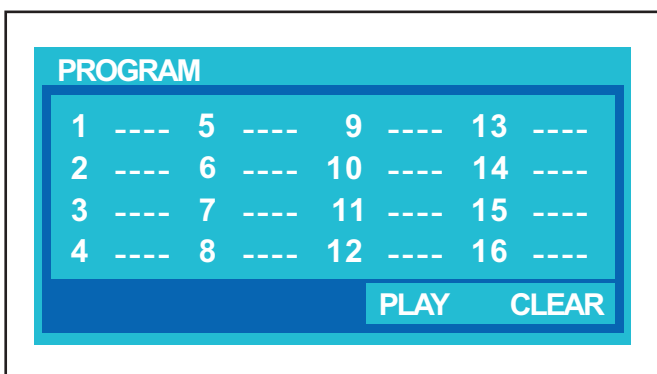 PROGRAM
1 ---- 5 ---- 9 ---- 13 ----
2 ---- 6 ---- 10 ---- 14 ----
3 ---- 7 ---- 11 ---- 15 ----
4 ---- 8 ---- 12 ---- 16 ----
PLAY CLEAR